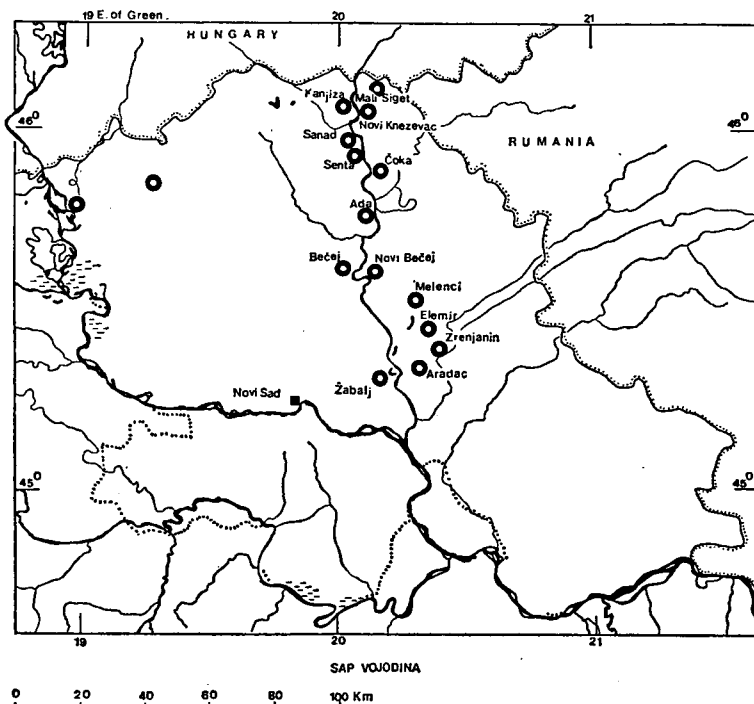 19 E. of Green.
20
21
HUNGARY
Kanjiza
Mali Siget
Novi Knezevac
46⁰
46⁰
Sanad
RUMANIA
Senta
Čoka
Ada
Bečej
Novi Bečej
Melenci
Elemir
Zrenjanin
Aradac
Žabalj
Novi Sad
45⁰
45⁰
19
20
21
SAP VOJODINA
0 20 40 60 80 100 Km